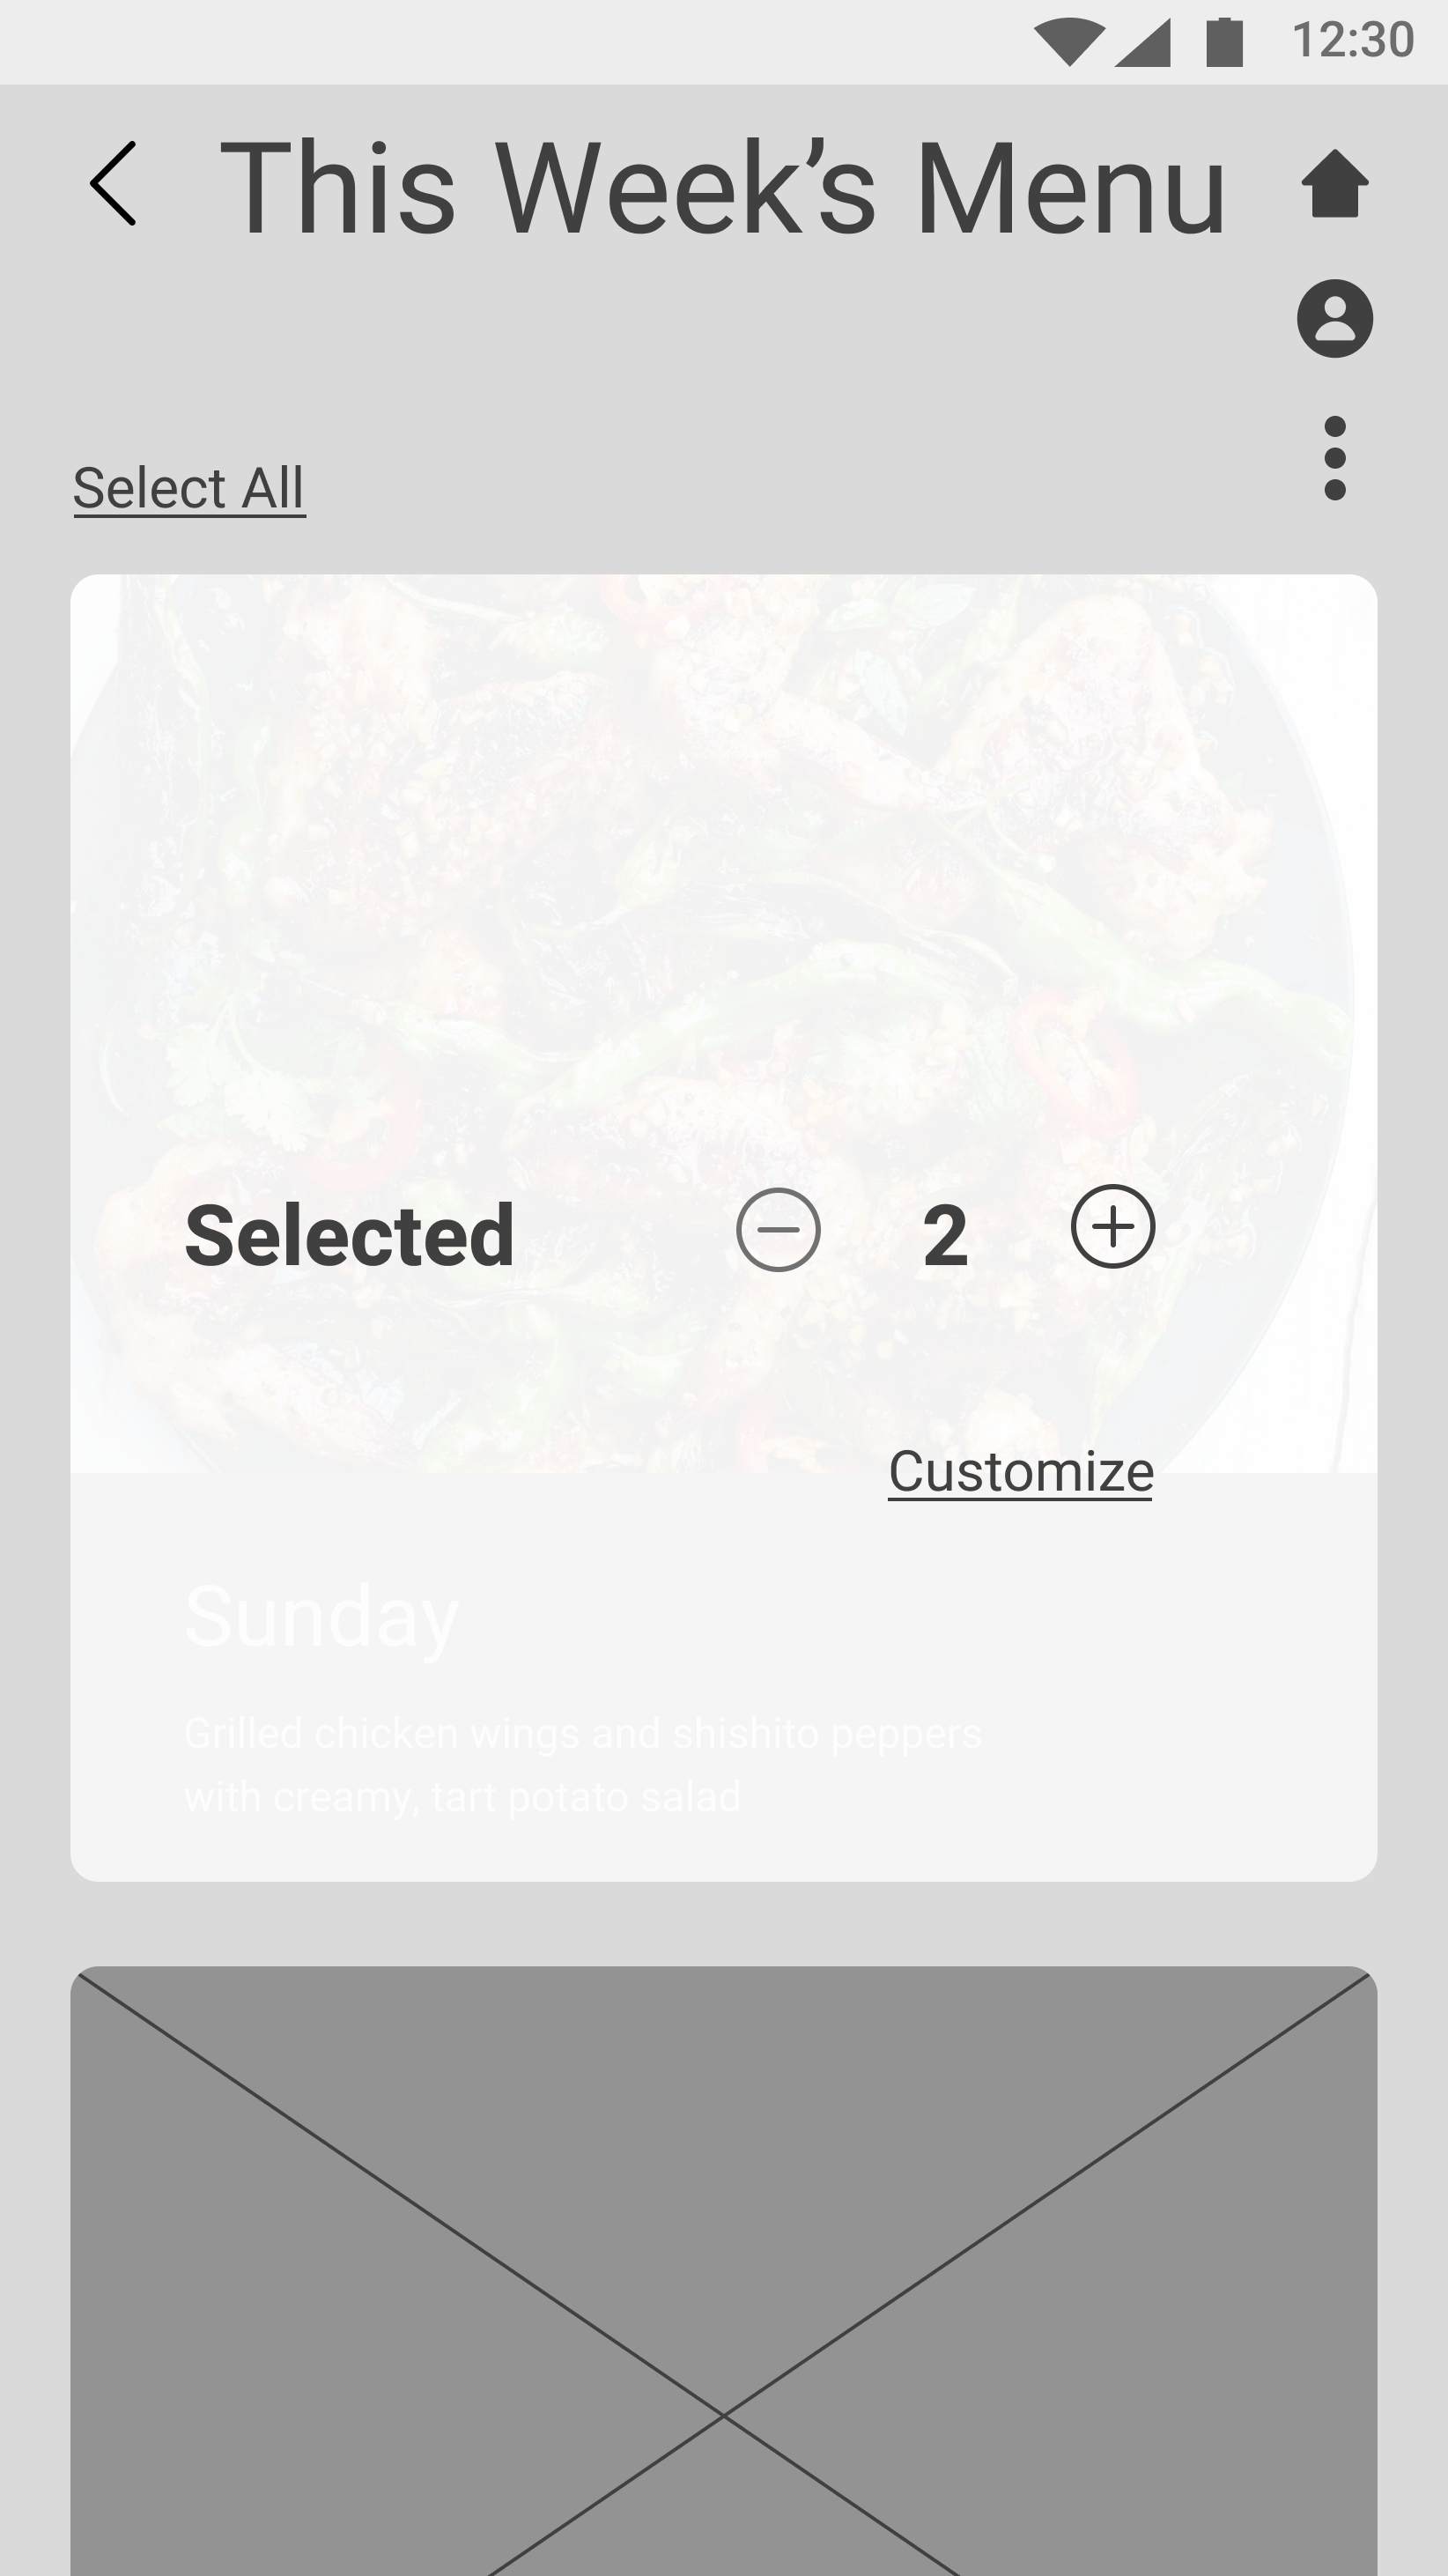 12:30
This Week’s Menu
Select All
Selected 2
Customize
Sunday
Grilled chicken wings and shishito peppers
with creamy, tart potato salad